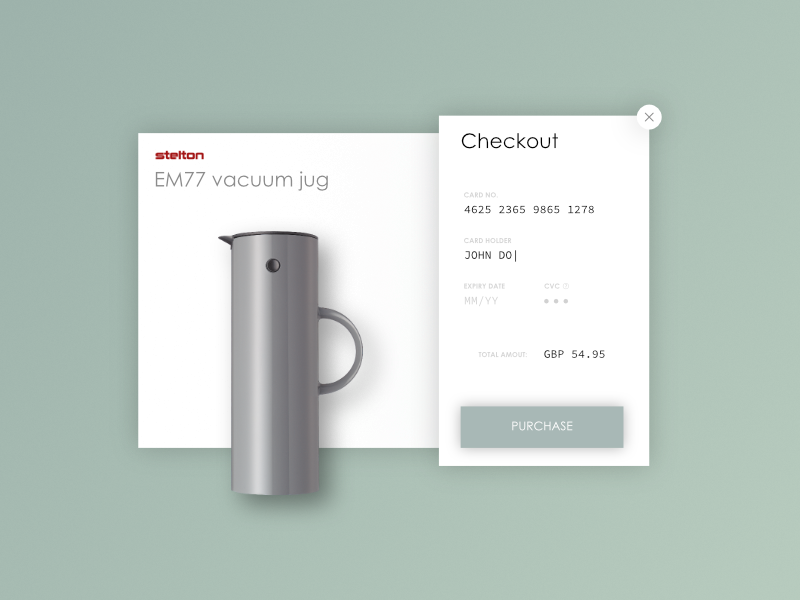 stelton
EM77 vacuum jug
Checkout
CARD NO.
4625 2365 9865 1278
CARD HOLDER
JOHN DO
EXPIRY DATE
CVC
MM/YY
TOTAL AMOUT:
GBP 54.95
PURCHASE